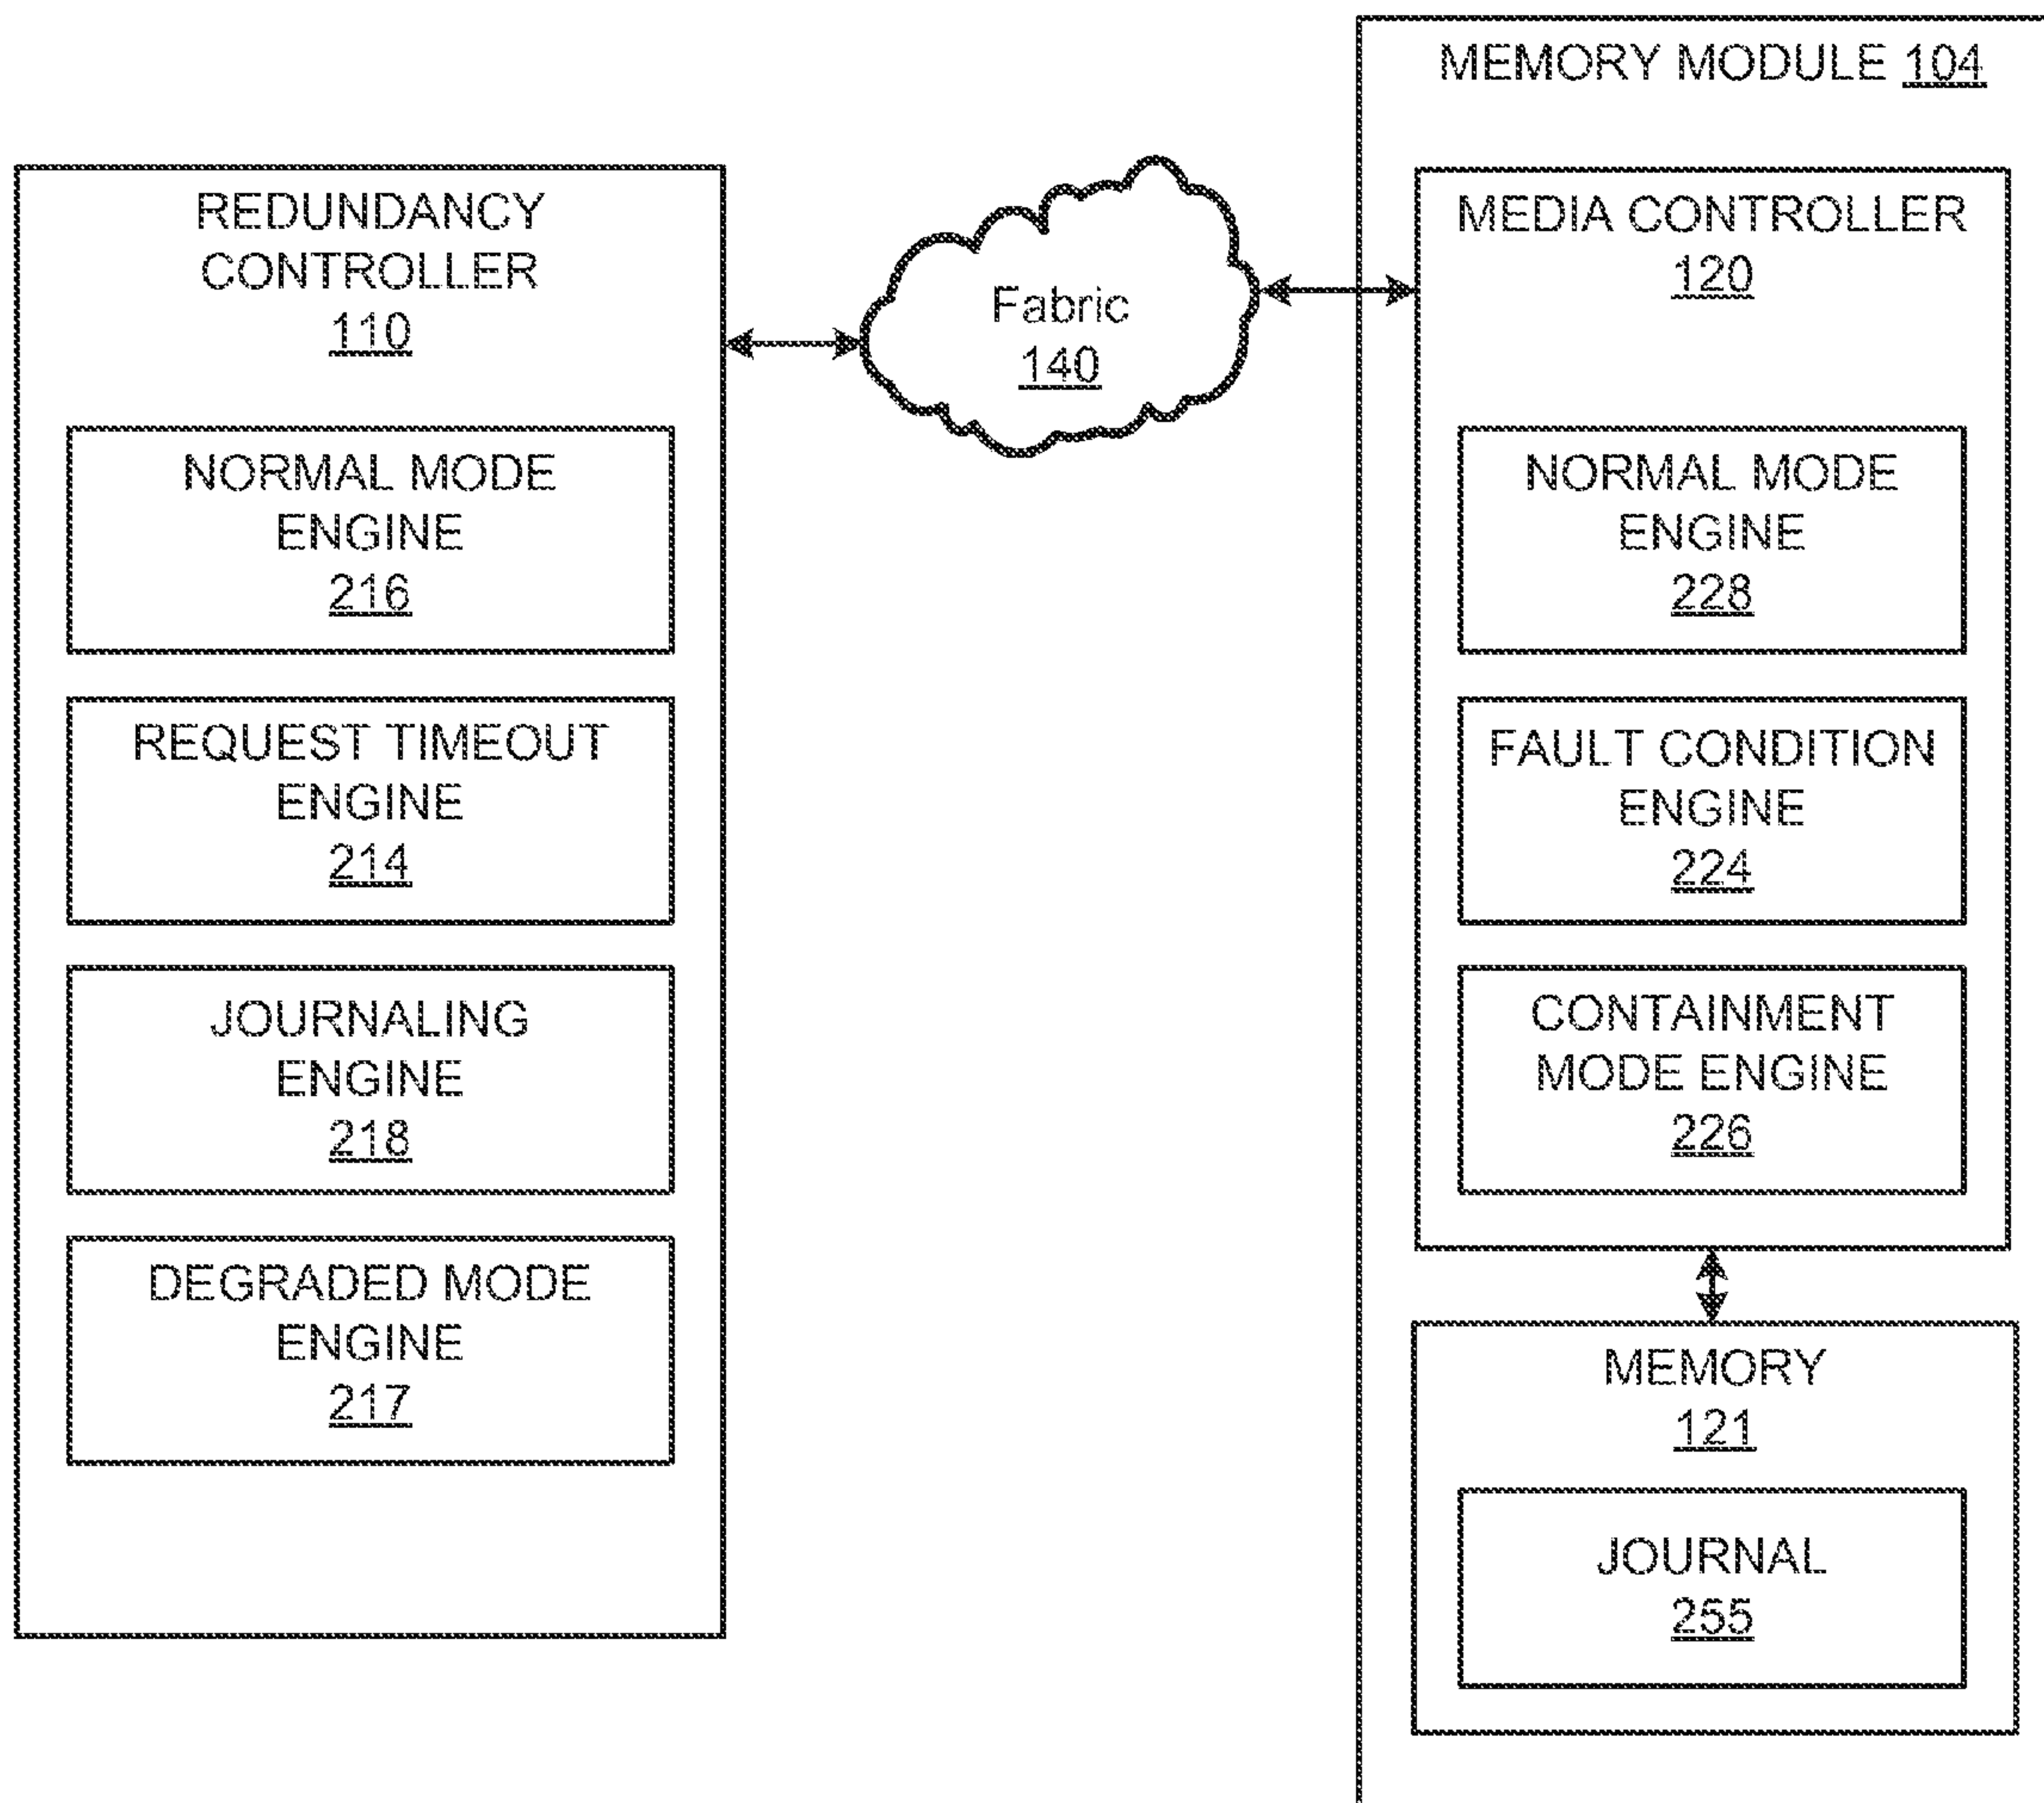 MEMORY MODULE 104
REDUNDANCY
CONTROLLER
110
NORMAL MODE
ENGINE
216
REQUEST TIMEOUT
ENGINE
214
JOURNALING
ENGINE
218
DEGRADED MODE
ENGINE
217
Fabric
140
MEDIA CONTROLLER
120
NORMAL MODE
ENGINE
228
FAULT CONDITION
ENGINE
224
CONTAINMENT
MODE ENGINE
226
MEMORY
121
JOURNAL
255